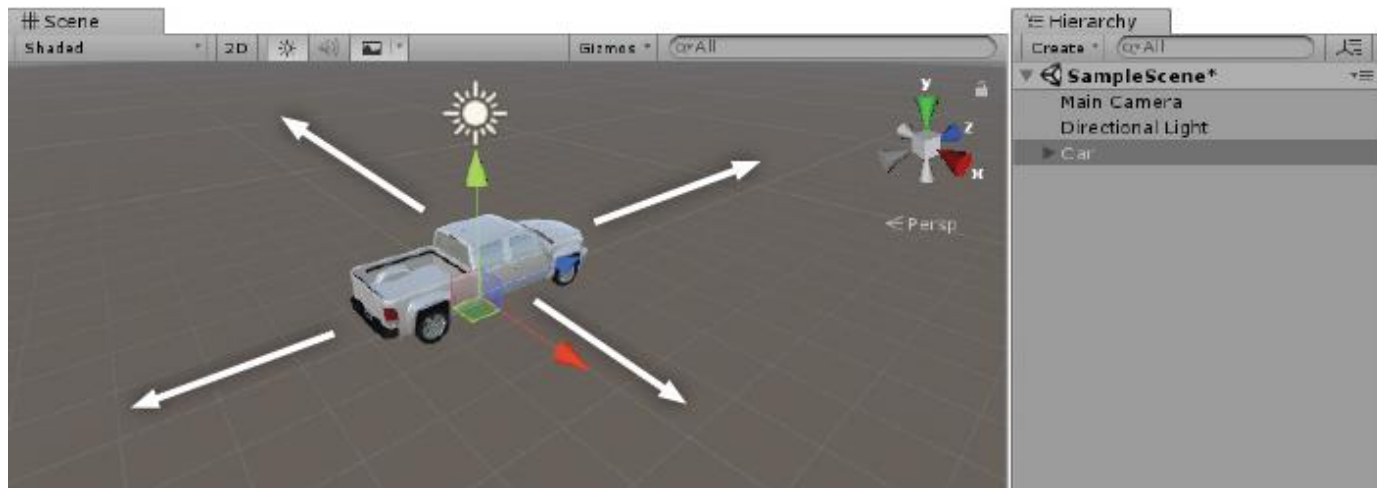 Scene
Shaded 2D Gizmos All
y
z
x
Persp
Hierarchy
Create All
SampleScene*
Main Camera
Directional Light
Car